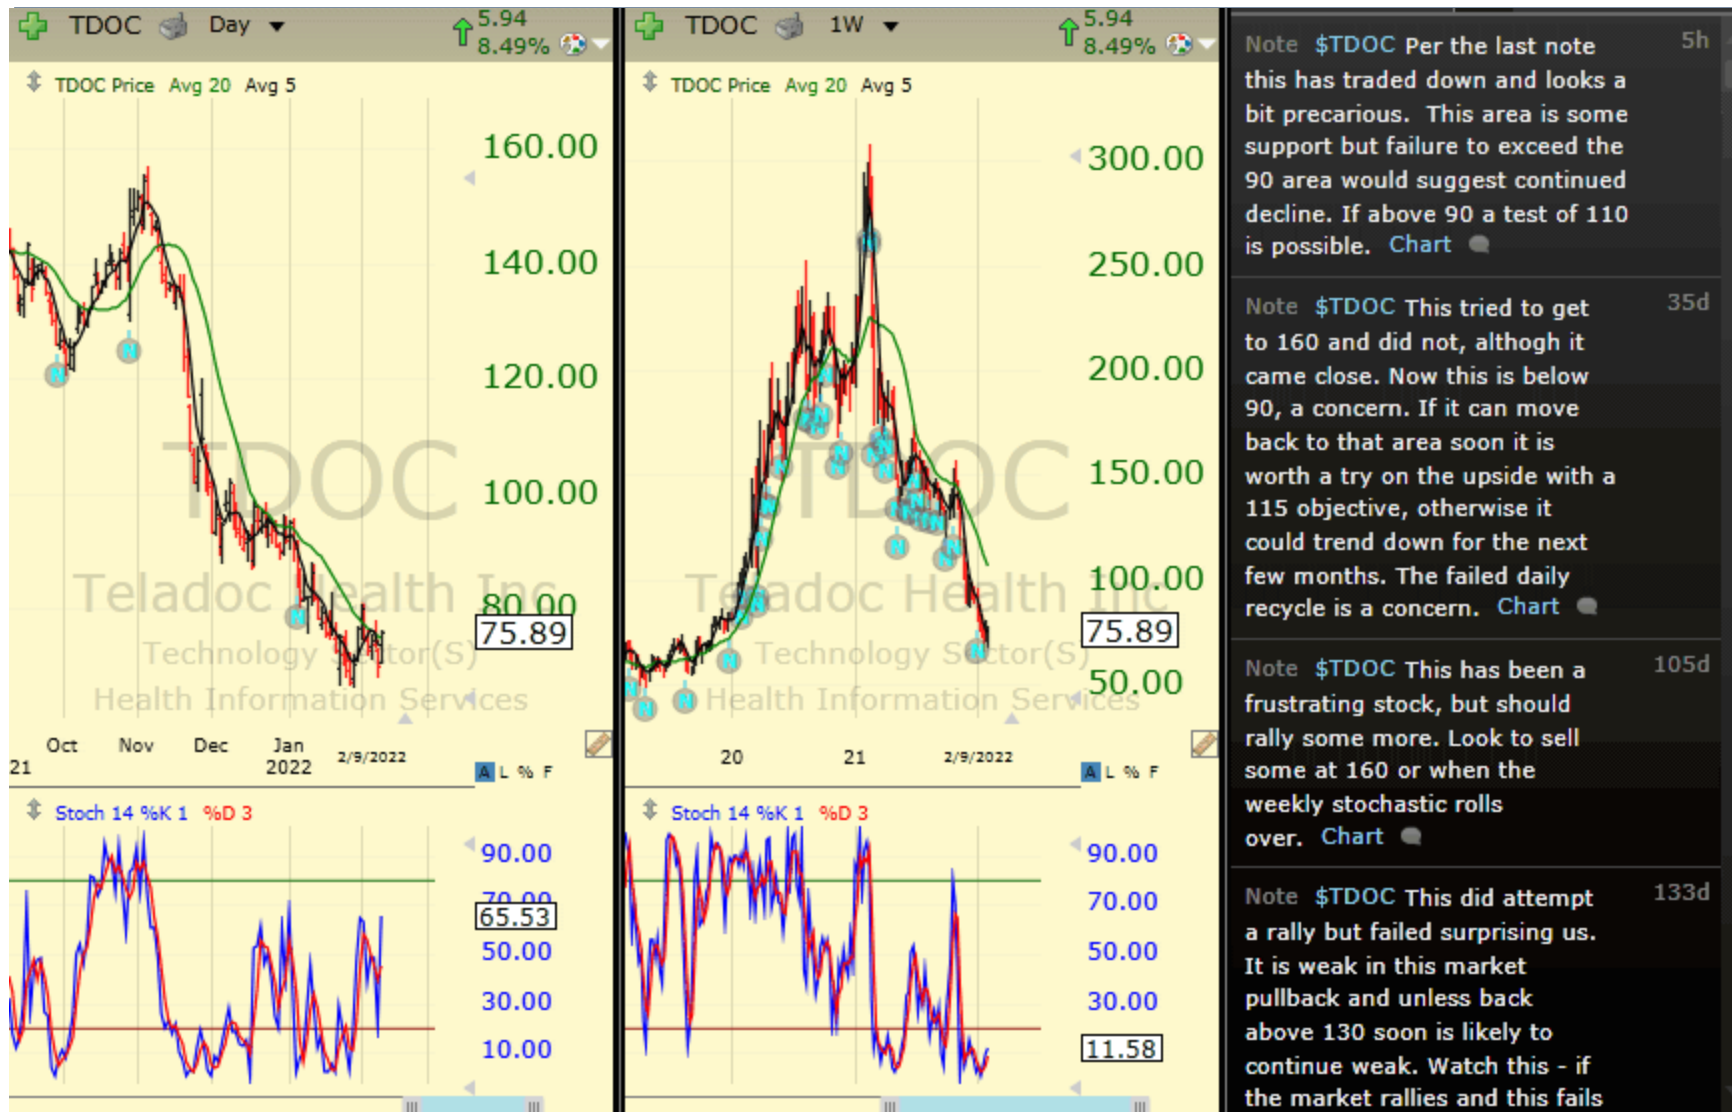 TDOC Day 5.94
8.49%
TDOC Price Avg 20 Avg 5
160.00
140.00
120.00
100.00
80.00
75.89
TDOC
Teladoc Health Inc
Technology Sector(S)
Health Information Services
Oct Nov Dec Jan 2/9/2022
21 2022
A L % F
Stoch 14 %K 1 %D 3
90.00
70.00
65.53
50.00
30.00
10.00
TDOC 1W 5.94
8.49%
TDOC Price Avg 20 Avg 5
300.00
250.00
200.00
150.00
100.00
75.89
50.00
TDOC
Teladoc Health Inc
Technology Sector(S)
Health Information Services
N N N N N N N N N N
20 21 2/9/2022
A L % F
Stoch 14 %K 1 %D 3
90.00
70.00
50.00
30.00
11.58
Note $TDOC Per the last note 5h
this has traded down and looks a
bit precarious. This area is some
support but failure to exceed the
90 area would suggest continued
decline. If above 90 a test of 110
is possible. Chart
Note $TDOC This tried to get 35d
to 160 and did not, althogh it
came close. Now this is below
90, a concern. If it can move
back to that area soon it is
worth a try on the upside with a
115 objective, otherwise it
could trend down for the next
few months. The failed daily
recycle is a concern. Chart
Note $TDOC This has been a 105d
frustrating stock, but should
rally some more. Look to sell
some at 160 or when the
weekly stochastic rolls
over. Chart
Note $TDOC This did attempt 133d
a rally but failed surprising us.
It is weak in this market
pullback and unless back
above 130 soon is likely to
continue weak. Watch this - if
the market rallies and this fails